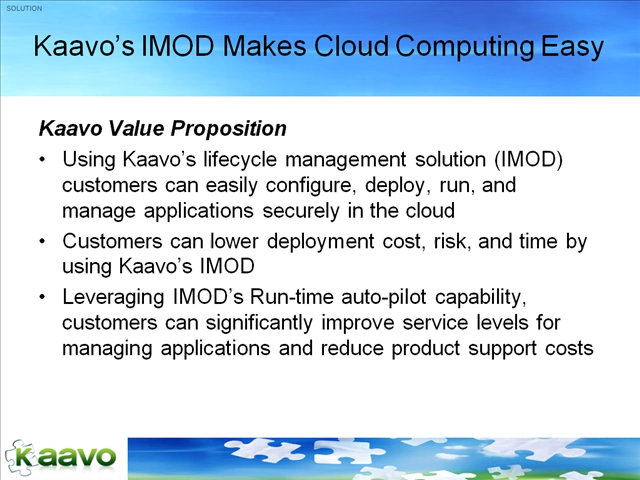 SOLUTION
Kaavo’s IMOD Makes Cloud Computing Easy
Kaavo Value Proposition
• Using Kaavo’s lifecycle management solution (IMOD)
customers can easily configure, deploy, run, and
manage applications securely in the cloud
• Customers can lower deployment cost, risk, and time by
using Kaavo’s IMOD
• Leveraging IMOD’s Run-time auto-pilot capability,
customers can significantly improve service levels for
managing applications and reduce product support costs
kaavo